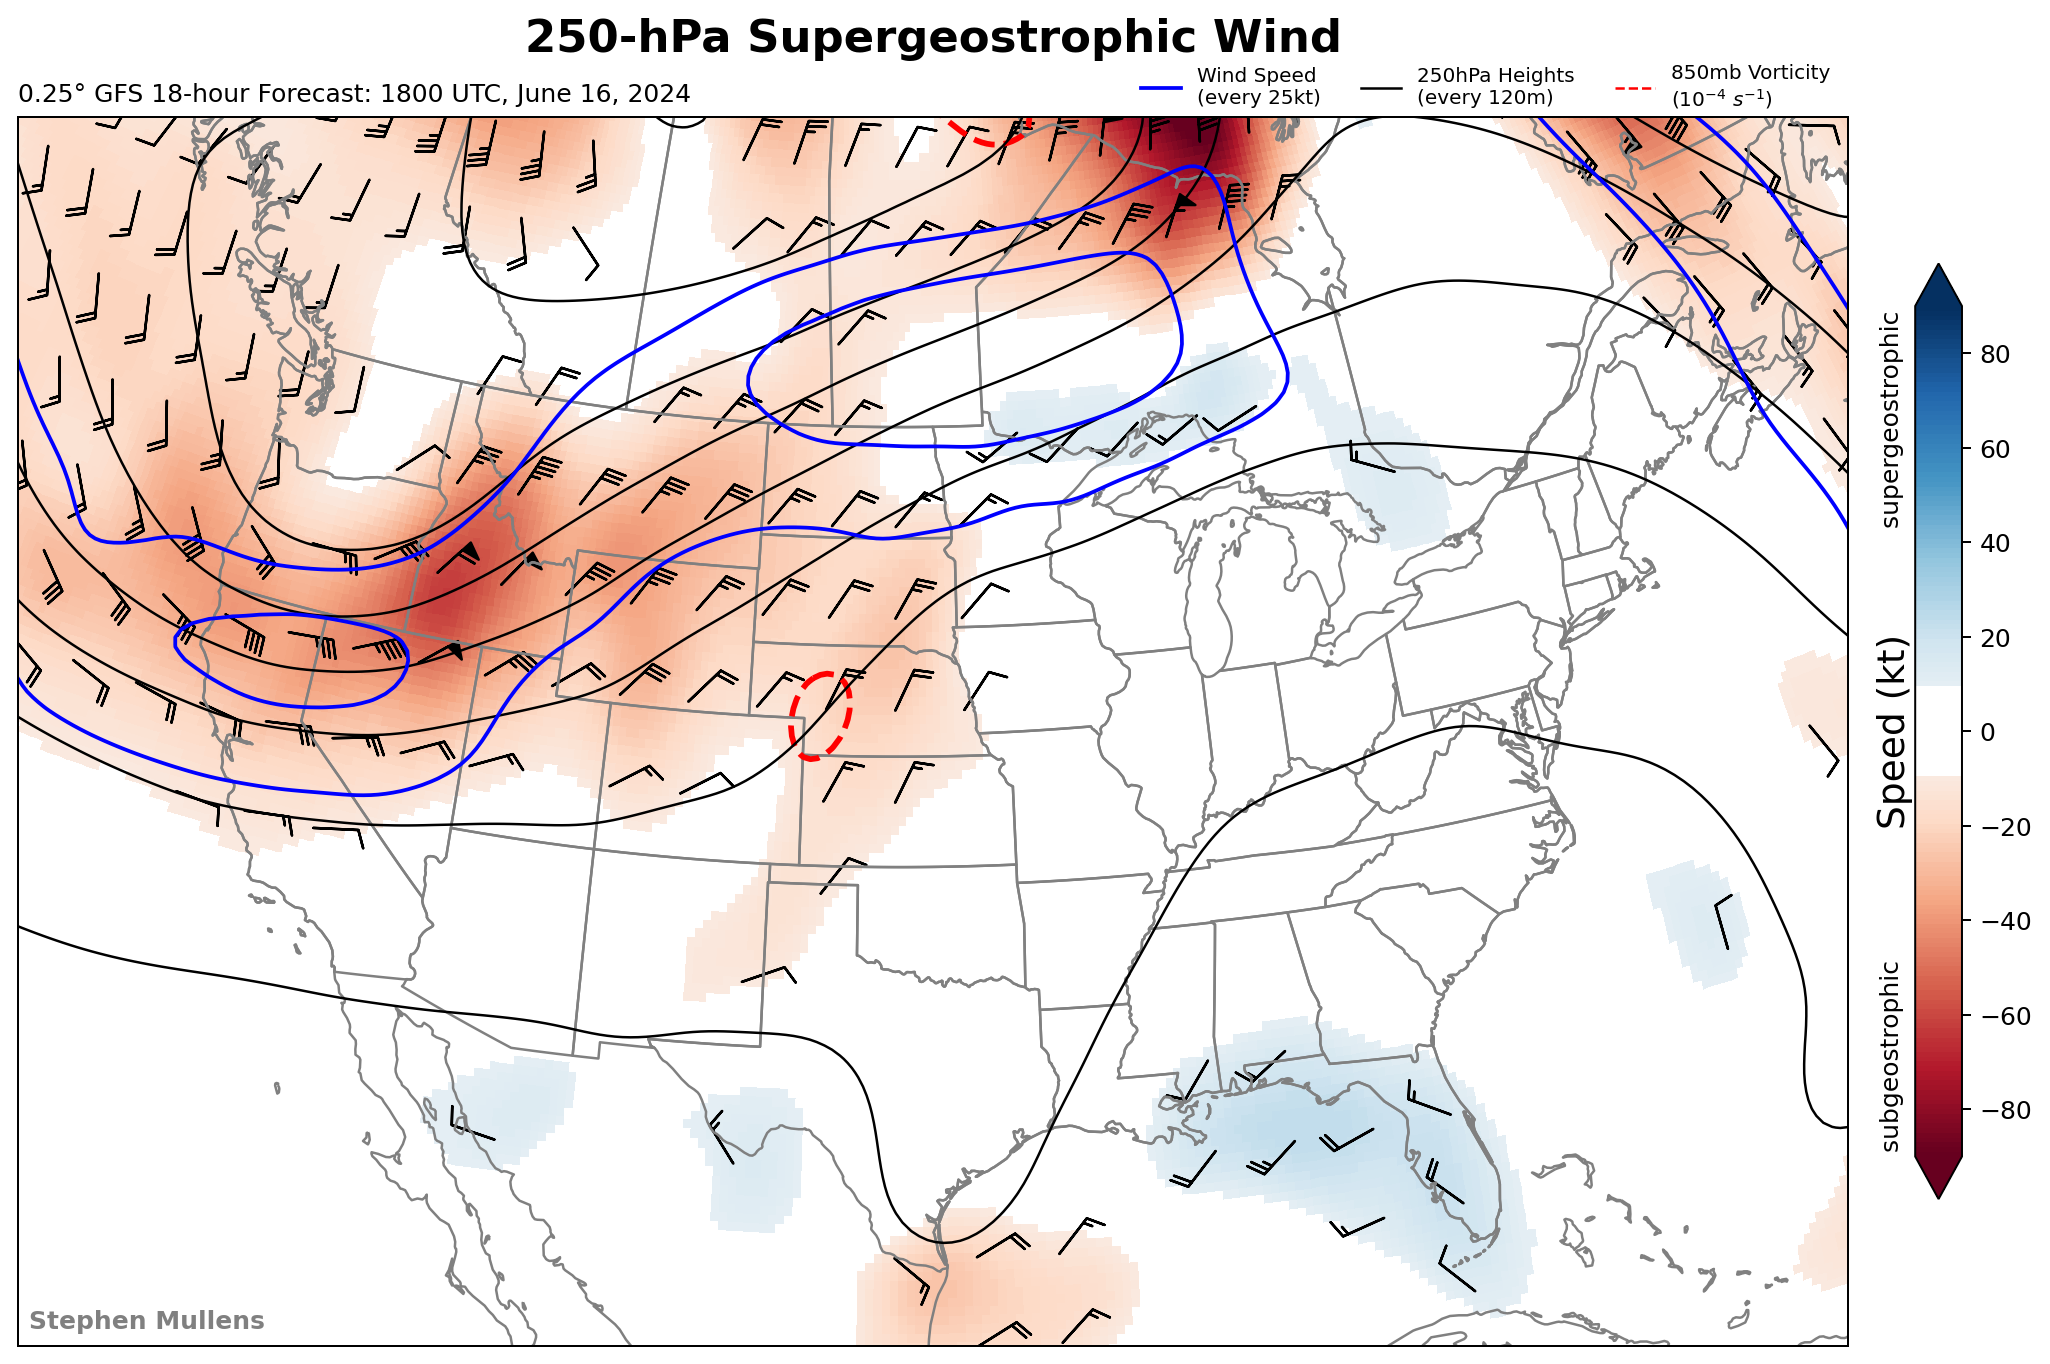 250-hPa Supergeostrophic Wind
0.25° GFS 18-hour Forecast: 1800 UTC, June 16, 2024
Wind Speed
(every 25kt)
250hPa Heights
(every 120m)
850mb Vorticity
(10⁻⁴ s⁻¹)
supergeostrophic
Speed (kt)
subgeostrophic
80
60
40
20
0
−20
−40
−60
−80
Stephen Mullens